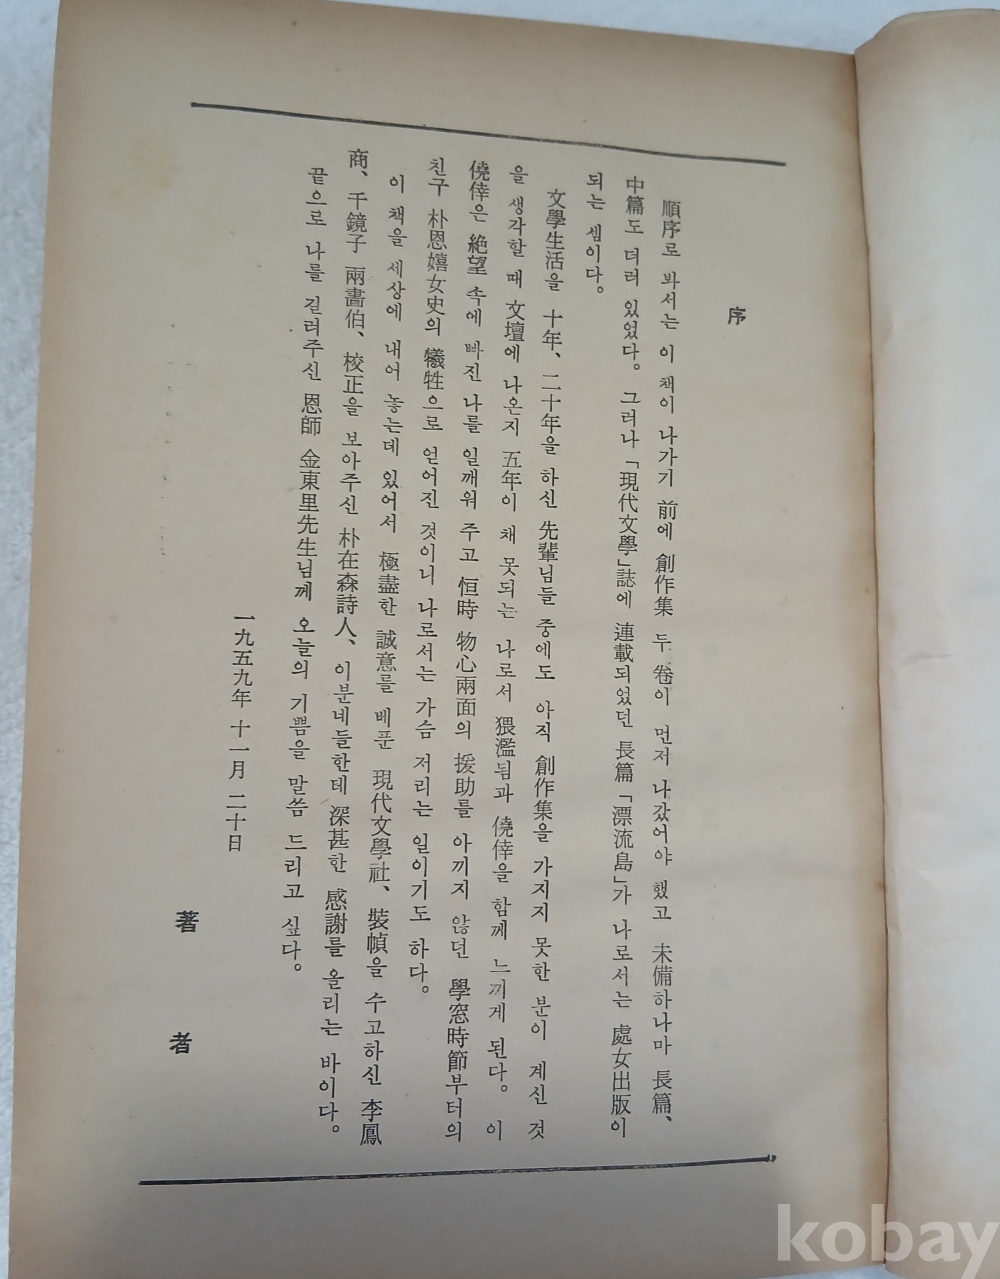 序
順序로 봐서는 이 책이 나가기 前에 創作集 두 卷이 먼저 나갔어야 했고 未備하나마 長篇、
中篇도 더러 있었다。 그러나 「現代文學」誌에 連載되었던 長篇 「漂流島」가 나로서는 處女出版이
되는 셈이다。
文學生活을 十年、二十年을 하신 先輩님들 중에도 아직 創作集을 가지지 못한 분이 계신 것
을 생각할 때 文壇에 나온지 五年이 채 못되는 나로서 猥濫됨과 僥倖을 함께 느끼게 된다。 이
僥倖은 絶望 속에 빠진 나를 일깨워 주고 恒時 物心兩面의 援助를 아끼지 않던 學窓時節부터의
친구 朴恩嬉女史의 犧牲으로 얻어진 것이니 나로서는 가슴 저리는 일이기도 하다。
이 책을 세상에 내어 놓는데 있어서 極盡한 誠意를 베푼 現代文學社、裝幀을 수고하신 李鳳
商、千鏡子 兩畵伯、校正을 보아주신 朴在森詩人、이분네들한테 深甚한 感謝를 올리는 바이다。
끝으로 나를 길러주신 恩師 金東里先生님께 오늘의 기쁨을 말씀 드리고 싶다。
一九五九年 十一月 二十日
著 者
kobay